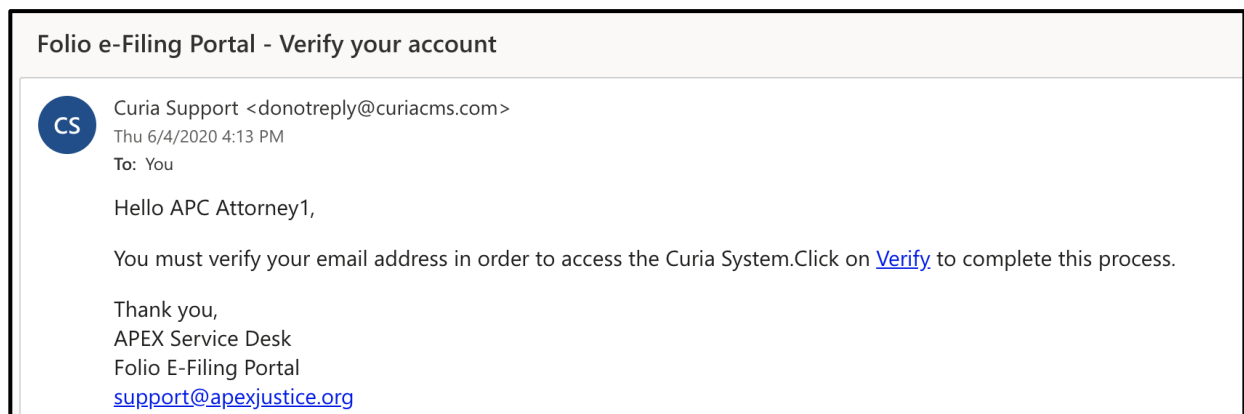 Folio e-Filing Portal - Verify your account
CS
Curia Support <donotreply@curiacms.com>
Thu 6/4/2020 4:13 PM
To: You
Hello APC Attorney1,
You must verify your email address in order to access the Curia System.Click on Verify to complete this process.
Thank you,
APEX Service Desk
Folio E-Filing Portal
support@apexjustice.org